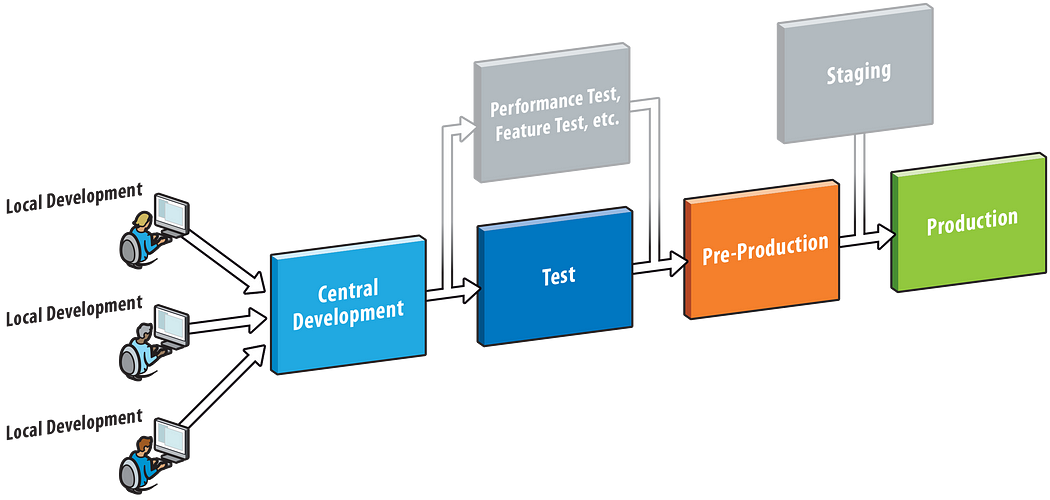 Local Development
Local Development
Local Development
Central
Development
Performance Test,
Feature Test, etc.
Test
Pre-Production
Staging
Production